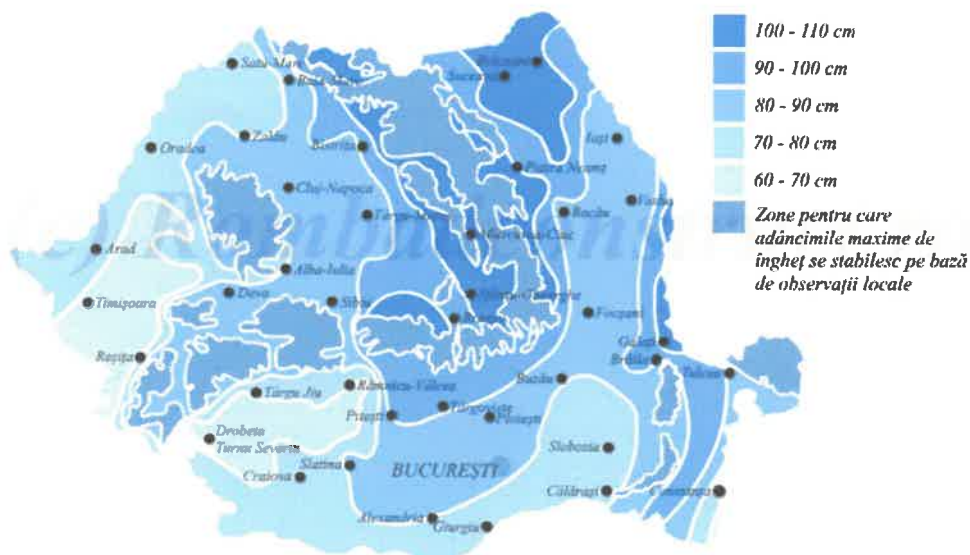 100 - 110 cm
90 - 100 cm
80 - 90 cm
70 - 80 cm
60 - 70 cm
Zone pentru care
adâncimile maxime de
îngheț se stabilesc pe bază
de observații locale
Satu-Mare
Baia-Mare
Suceava
Botoșani
Oradea
Zalău
Bistrița
Iași
Piatra Neamț
Cluj-Napoca
Târgu-Mureș
Bacău
Vaslui
Miercurea-Ciuc
Arad
Alba-Iulia
Timișoara
Deva
Sibiu
Brașov
Focșani
Reșița
Galați
Brăila
Tulcea
Târgu Jiu
Râmnicu-Vâlcea
Buzău
Pitești
Târgoviște
Ploiești
Drobeta
Turnu Severin
Slobozia
Slatina
BUCUREȘTI
Craiova
Călărași
Constanța
Alexandria
Giurgiu